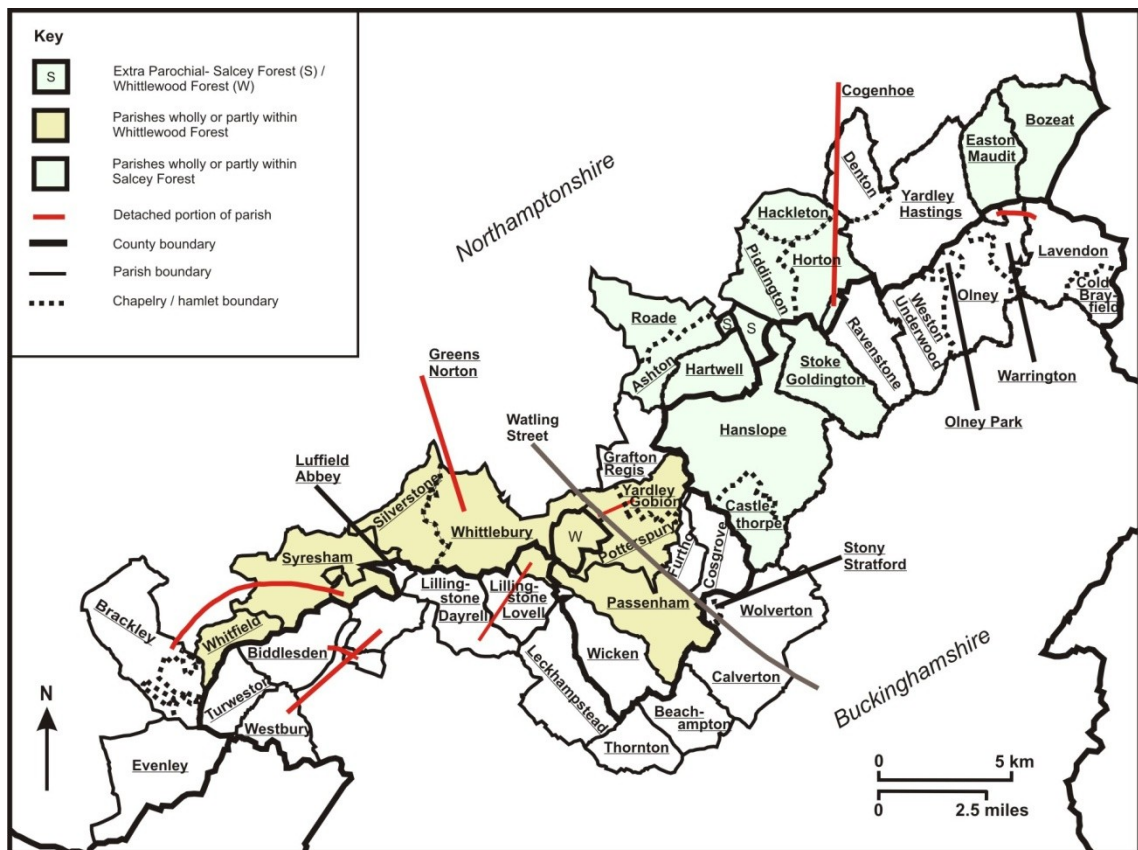 Key
S
Extra Parochial- Salcey Forest (S) /
Whittlewood Forest (W)
Parishes wholly or partly within
Whittlewood Forest
Parishes wholly or partly within
Salcey Forest
Detached portion of parish
County boundary
Parish boundary
Chapelry / hamlet boundary
Northamptonshire
Cogenhoe
Denton
Easton
Maudit
Bozeat
Yardley
Hastings
Hackleton
Piddington
Horton
Lavendon
Cold
Bray-
field
Olney
Weston
Underwood
Ravenstone
Warrington
Olney Park
Roade
S
S
Ashton
Hartwell
Stoke
Goldington
Hanslope
Castle
thorpe
Greens
Norton
Watling
Street
Grafton
Regis
Luffield
Abbey
Silverstone
Whittlebury
Yardley
Gobion
W
Potterspury
Furtho
Cosgrove
Stony
Stratford
Syresham
Lillingstone
Dayrell
Lillingstone
Lovell
Passenham
Wolverton
Brackley
Whitfield
Biddlesden
Wicken
Calverton
Turweston
Westbury
Leckhampstead
Beach-
ampton
Thornton
Evenley
Buckinghamshire
N
0
5 km
0
2.5 miles